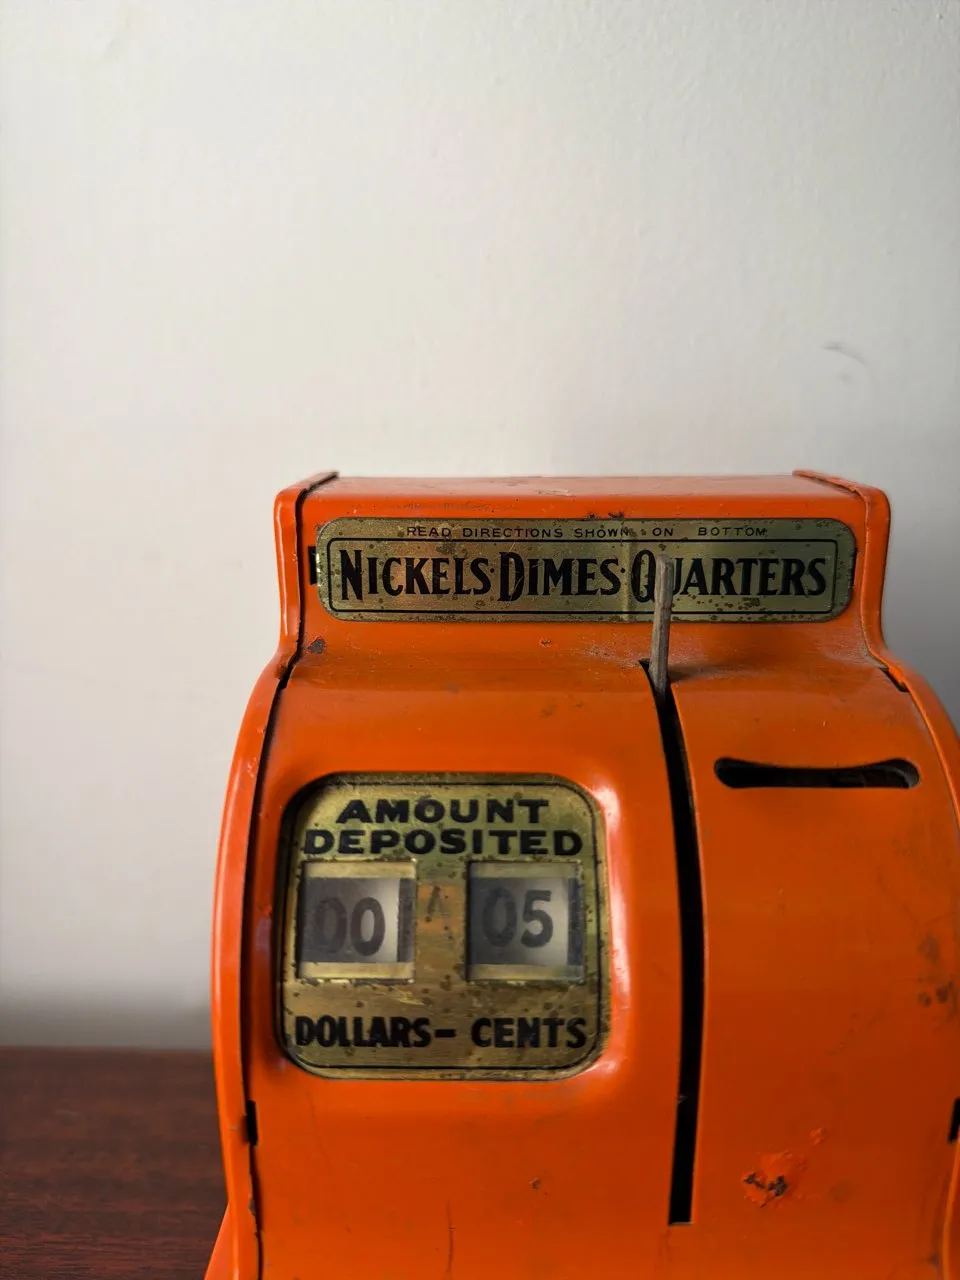 READ DIRECTIONS SHOWN ON BOTTOM
NICKELS·DIMES·QUARTERS
AMOUNT
DEPOSITED
00 05
DOLLARS- CENTS